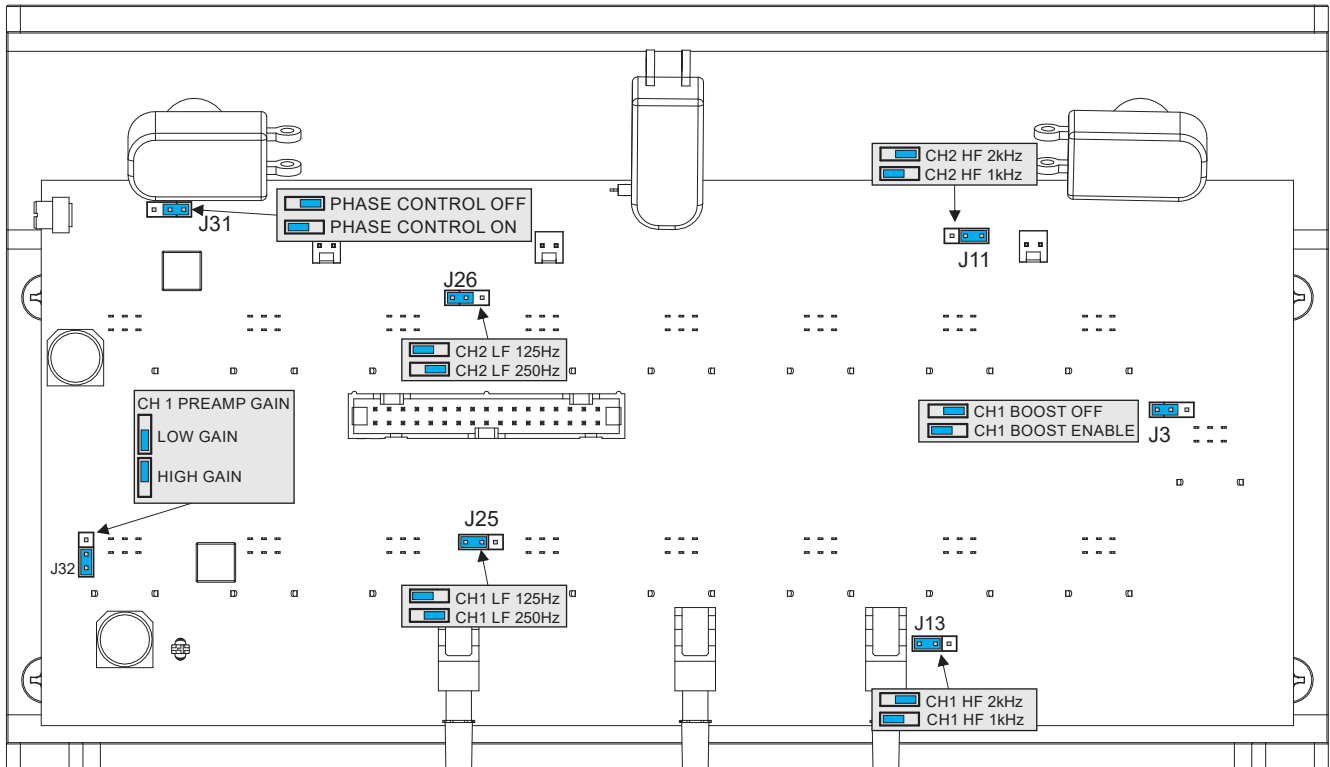 CH2 HF 2kHz
CH2 HF 1kHz
PHASE CONTROL OFF
PHASE CONTROL ON
J31
J11
J26
CH2 LF 125Hz
CH2 LF 250Hz
CH 1 PREAMP GAIN
LOW GAIN
HIGH GAIN
CH1 BOOST OFF
CH1 BOOST ENABLE
J3
J25
J32
CH1 LF 125Hz
CH1 LF 250Hz
J13
CH1 HF 2kHz
CH1 HF 1kHz